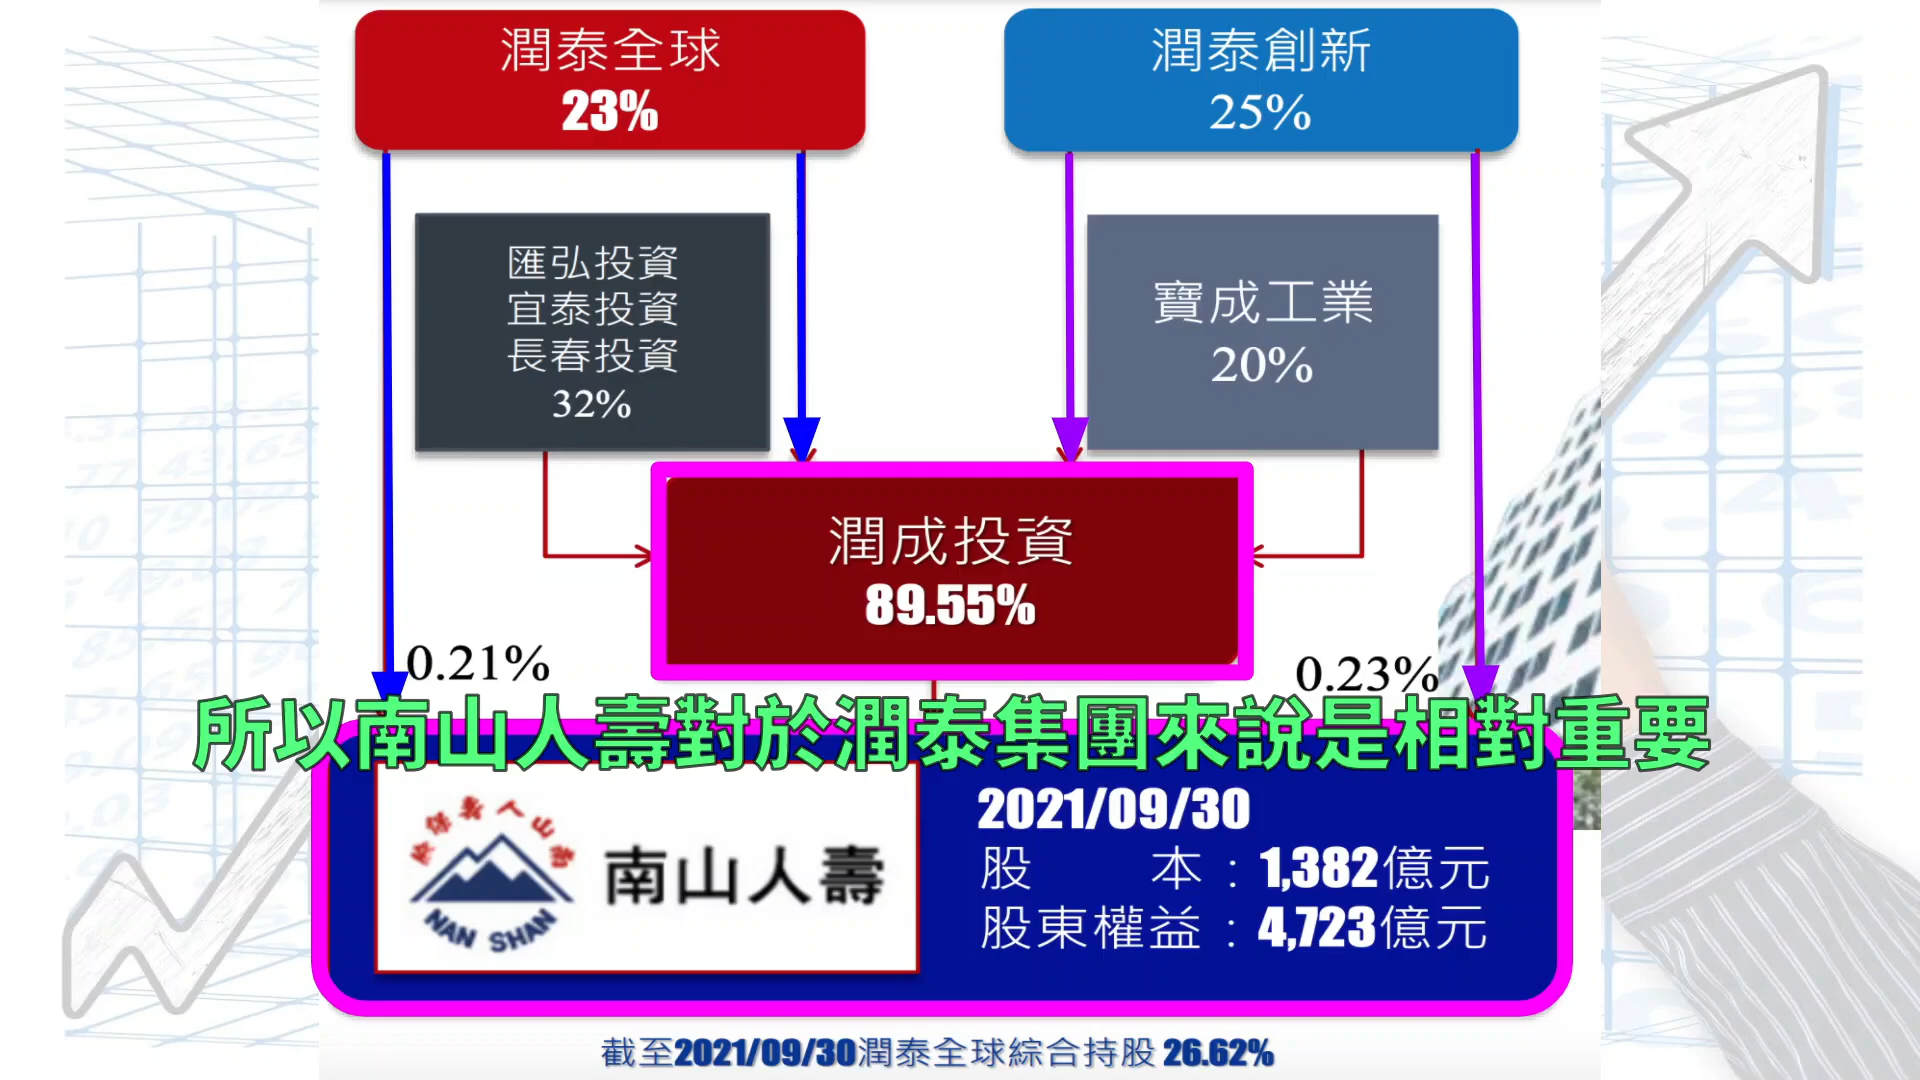 潤泰全球
23%
潤泰創新
25%
匯弘投資
宜泰投資
長春投資
32%
寶成工業
20%
潤成投資
89.55%
0.21%
0.23%
所以南山人壽對於潤泰集團來說是相對重要
NAN SHAN
南山人壽
2021/09/30
股本：1,382億元
股東權益：4,723億元
截至2021/09/30潤泰全球綜合持股 26.62%